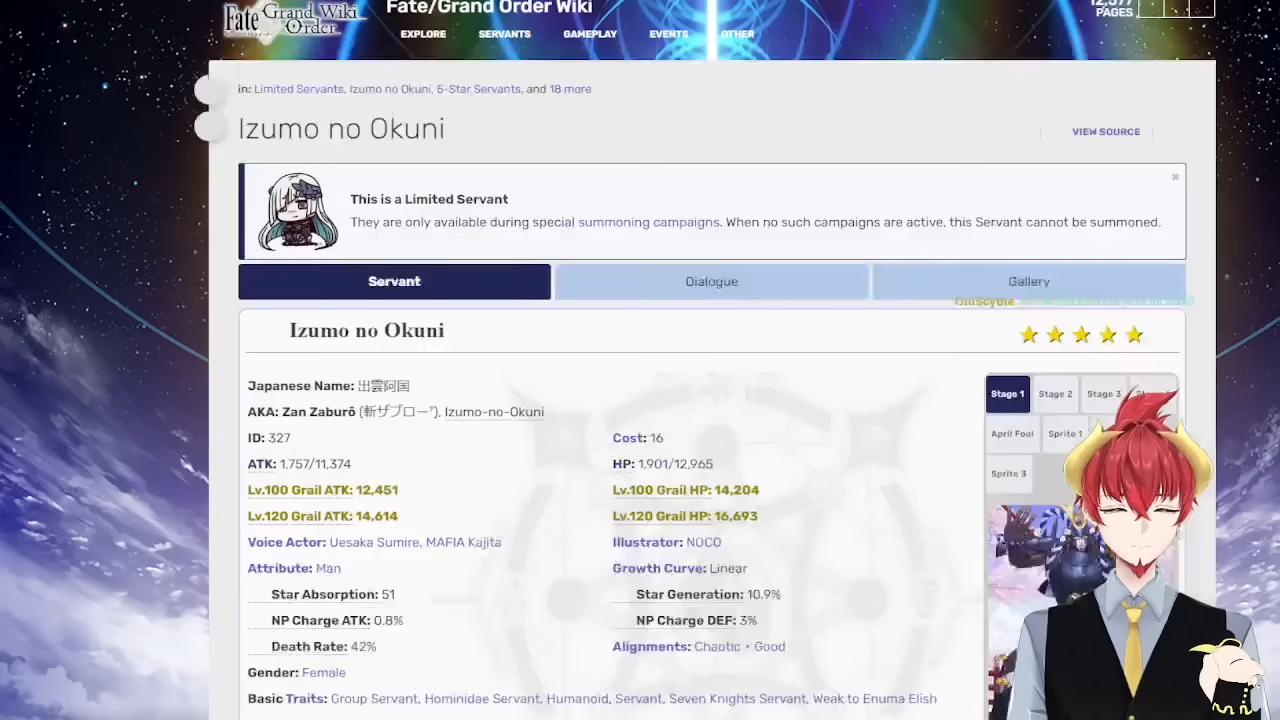 Fate Grand Order Wiki
Fate/Grand Order Wiki
12,577
PAGES
EXPLORE SERVANTS GAMEPLAY EVENTS OTHER
in: Limited Servants, Izumo no Okuni, 5-Star Servants, and 18 more
Izumo no Okuni
VIEW SOURCE
This is a Limited Servant
They are only available during special summoning campaigns. When no such campaigns are active, this Servant cannot be summoned.
Servant Dialogue Gallery
Izumo no Okuni
Japanese Name: 出雲阿国
AKA: Zan Zaburō (斬ザブロー), Izumo-no-Okuni
ID: 327 Cost: 16
ATK: 1,757/11,374 HP: 1,901/12,965
Lv.100 Grail ATK: 12,451 Lv.100 Grail HP: 14,204
Lv.120 Grail ATK: 14,614 Lv.120 Grail HP: 16,693
Voice Actor: Uesaka Sumire, MAFIA Kajita Illustrator: NOCO
Attribute: Man Growth Curve: Linear
Star Absorption: 51 Star Generation: 10.9%
NP Charge ATK: 0.8% NP Charge DEF: 3%
Death Rate: 42% Alignments: Chaotic・Good
Gender: Female
Basic Traits: Group Servant, Hominidae Servant, Humanoid, Servant, Seven Knights Servant, Weak to Enuma Elish
Stage 1 Stage 2 Stage 3
April Fool Sprite 1
Sprite 3